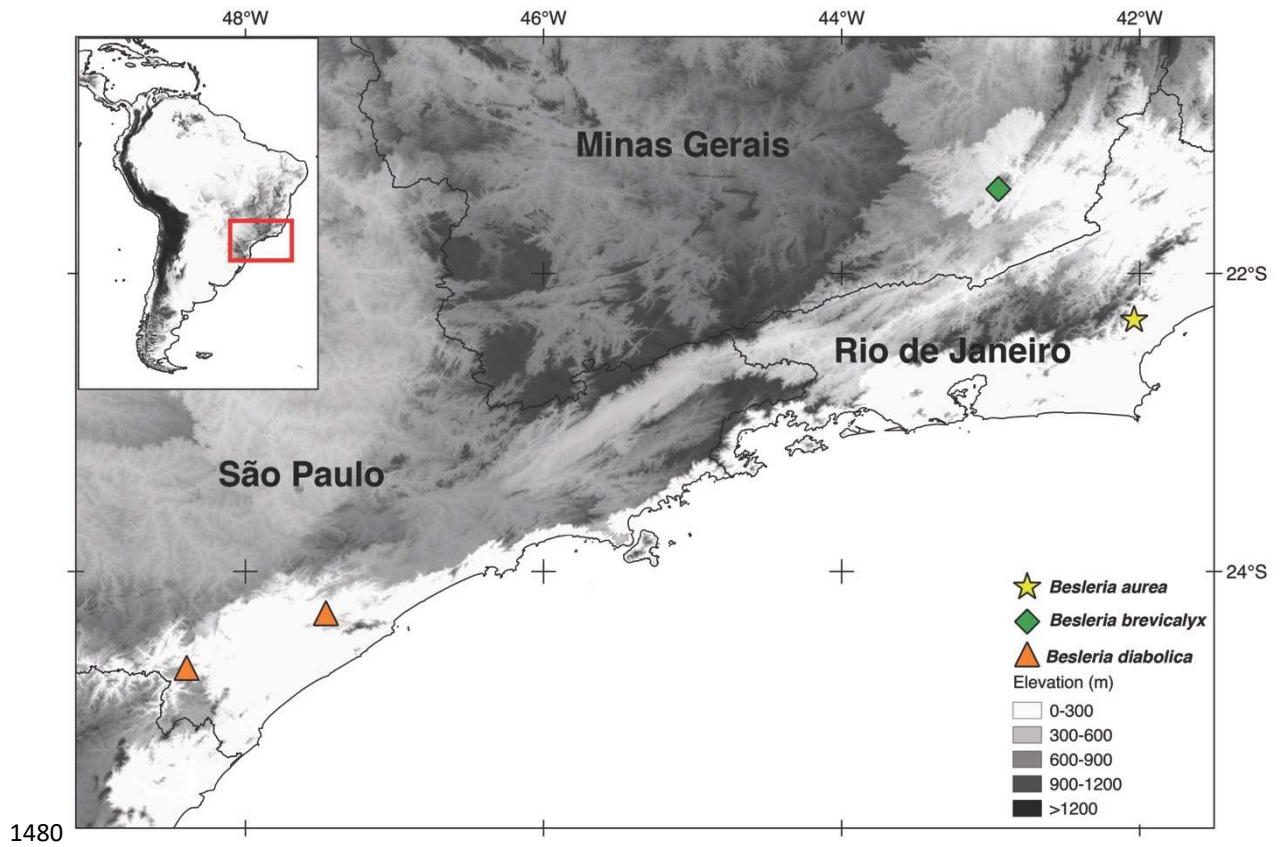 48°W 46°W 44°W 42°W
Minas Gerais
22°S
Rio de Janeiro
São Paulo
24°S
Besleria aurea
Besleria brevicalyx
Besleria diabolica
Elevation (m)
0-300
300-600
600-900
900-1200
>1200
1480